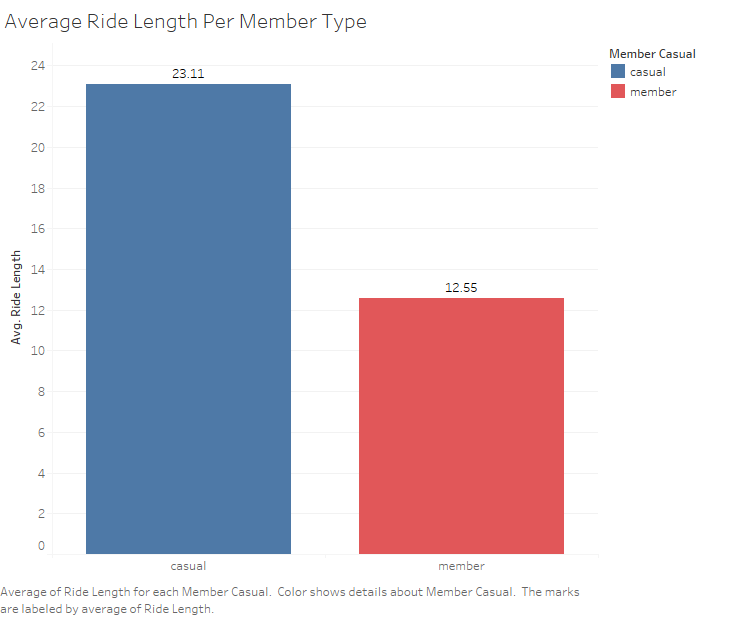 Average Ride Length Per Member Type
Member Casual
casual
member
24
22
20
18
16
14
12
10
8
6
4
2
0
Avg. Ride Length
23.11
12.55
casual
member
Average of Ride Length for each Member Casual.  Color shows details about Member Casual.  The marks
are labeled by average of Ride Length.